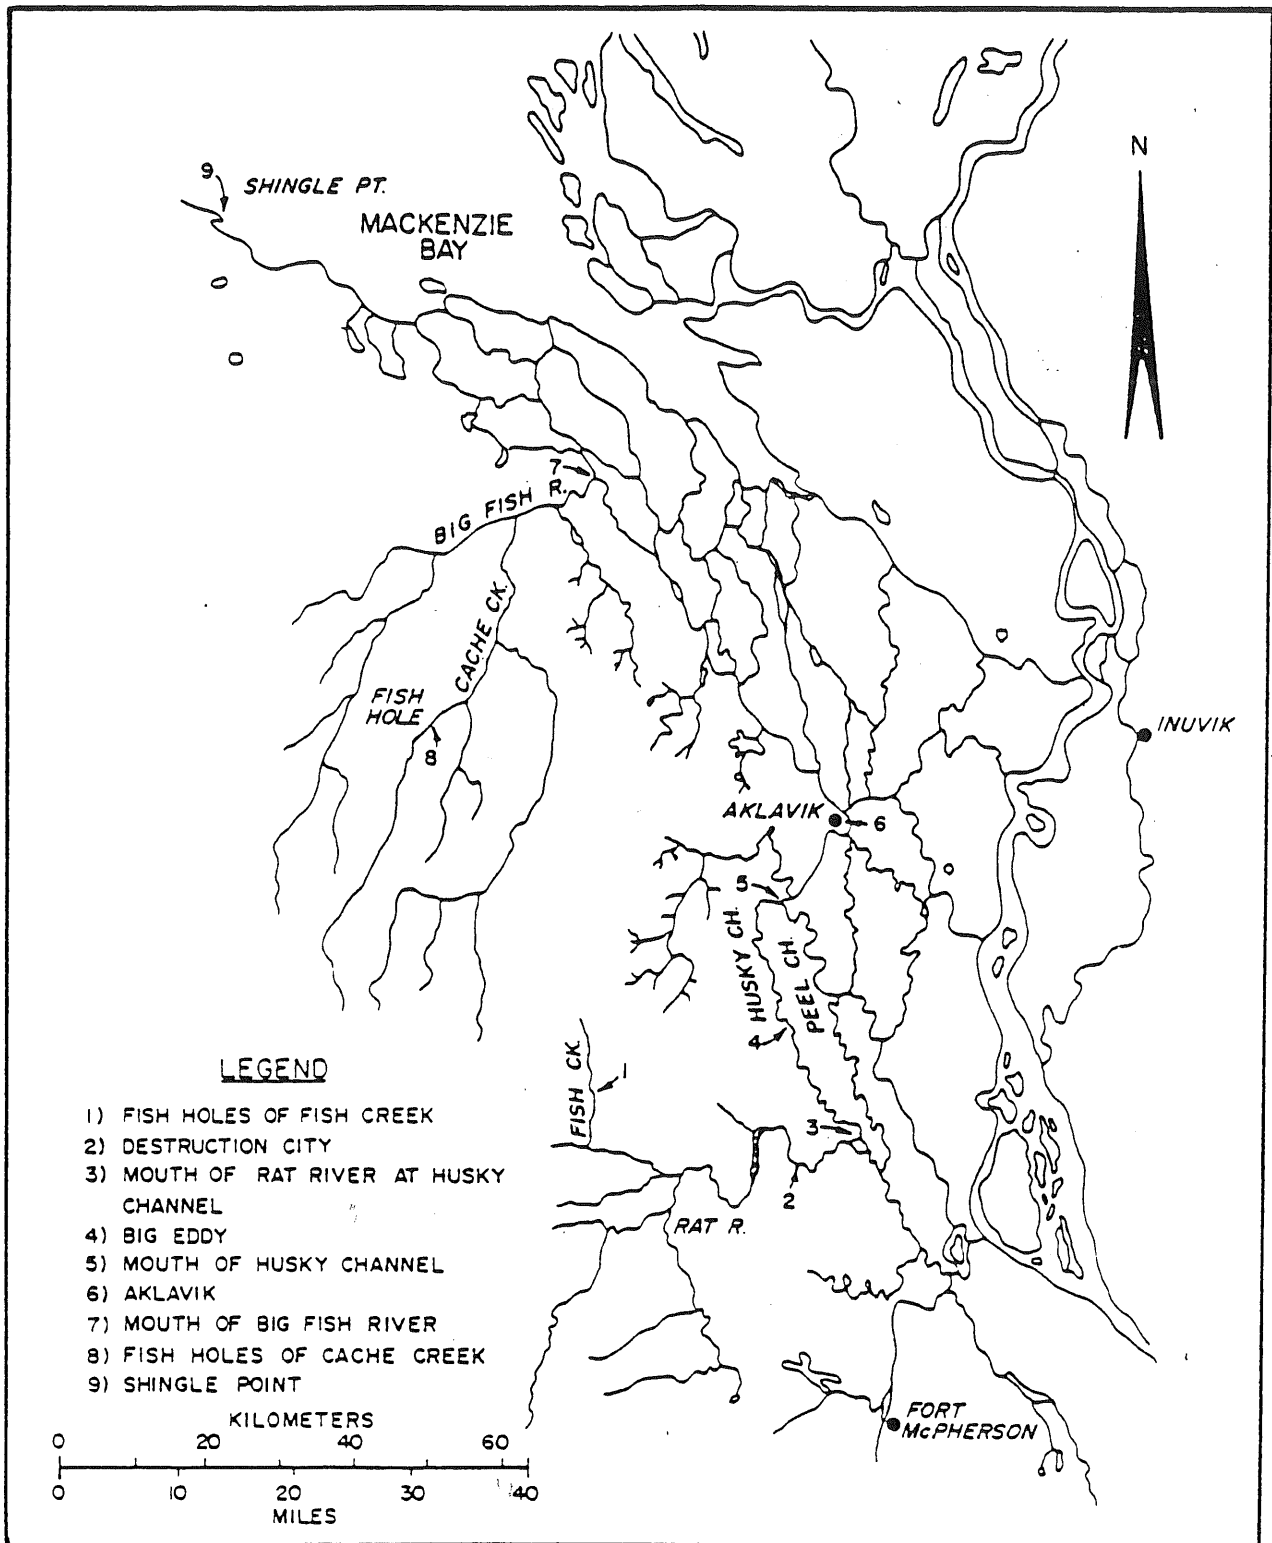 N
9
SHINGLE PT.
MACKENZIE
BAY
7
BIG FISH R.
CACHE CK.
FISH
HOLE
8
INUVIK
AKLAVIK
6
5
HUSKY CH.
PEEL CH.
4
FISH CK.
1
3
2
RAT R.
FORT
McPHERSON
LEGEND
1) FISH HOLES OF FISH CREEK
2) DESTRUCTION CITY
3) MOUTH OF RAT RIVER AT HUSKY
CHANNEL
4) BIG EDDY
5) MOUTH OF HUSKY CHANNEL
6) AKLAVIK
7) MOUTH OF BIG FISH RIVER
8) FISH HOLES OF CACHE CREEK
9) SHINGLE POINT
KILOMETERS
0 20 40 60
0 10 20 30 40
MILES